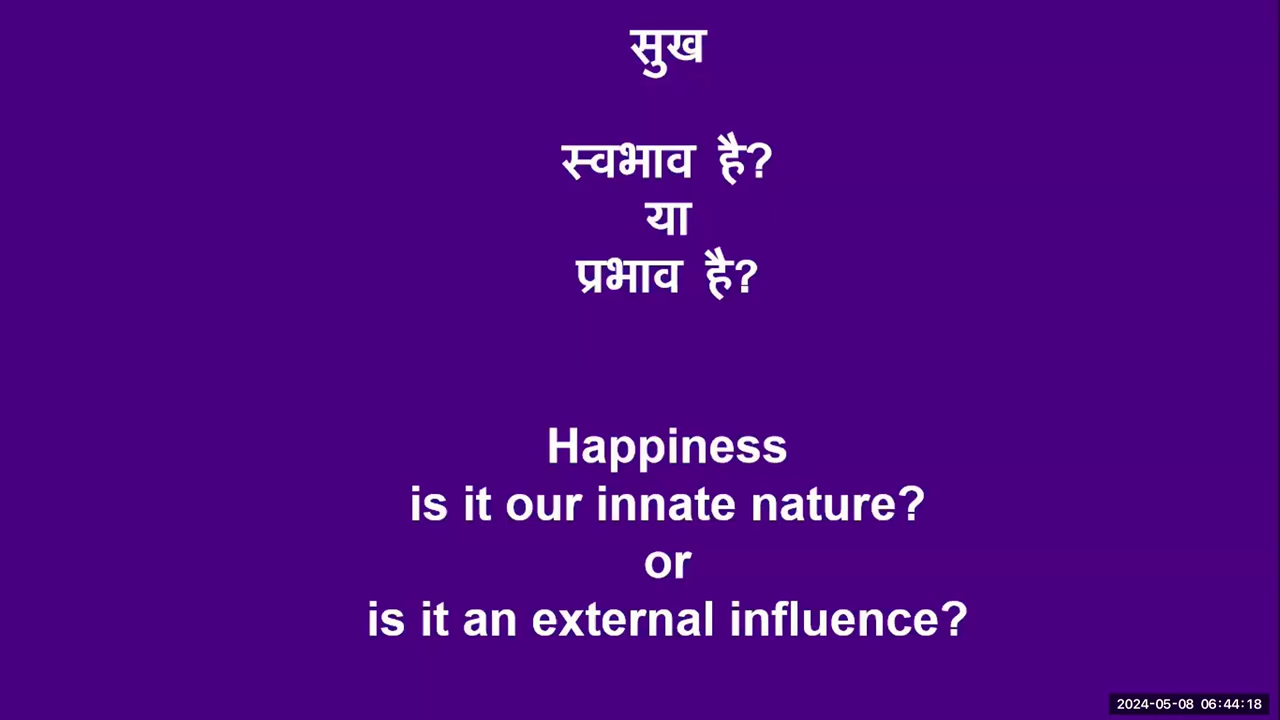 सुख
स्वभाव है?
या
प्रभाव है?
Happiness
is it our innate nature?
or
is it an external influence?
2024-05-08 06:44:18